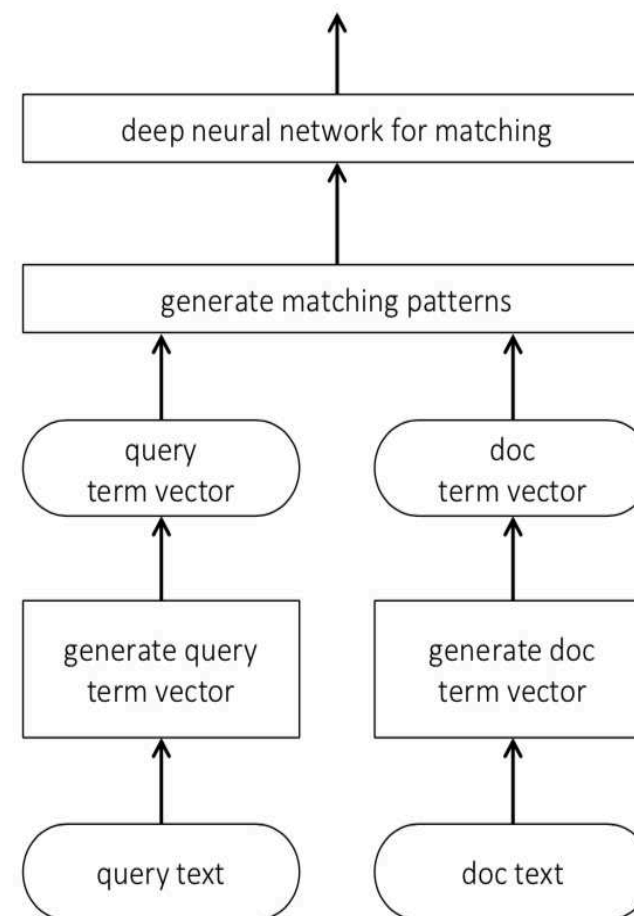 deep neural network for matching
generate matching patterns
query
term vector
doc
term vector
generate query
term vector
generate doc
term vector
query text
doc text